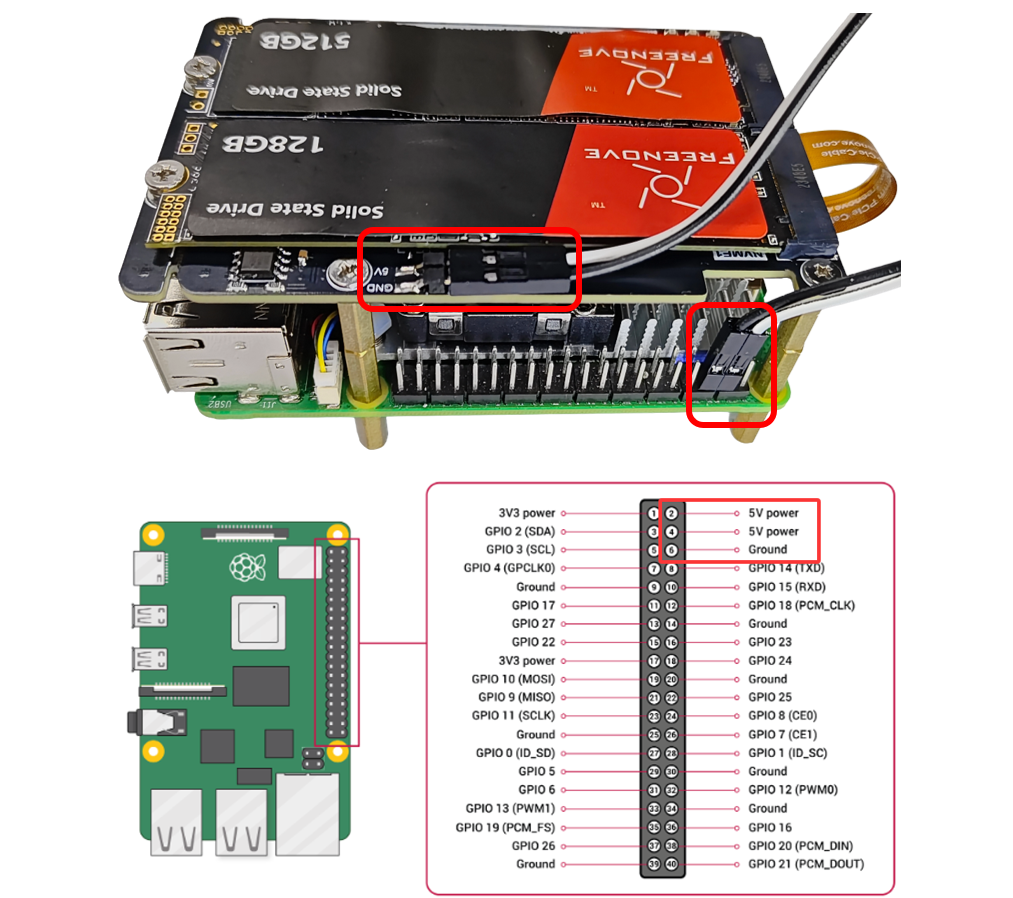 512GB
Solid State Drive
FREENOVE
TM
128GB
Solid State Drive
FREENOVE
TM
5V
GND
NVME1
USB2
3V3 power 1 2 5V power
GPIO 2 (SDA) 3 4 5V power
GPIO 3 (SCL) 5 6 Ground
GPIO 4 (GPCLK0) 7 8 GPIO 14 (TXD)
Ground 9 10 GPIO 15 (RXD)
GPIO 17 11 12 GPIO 18 (PCM_CLK)
GPIO 27 13 14 Ground
GPIO 22 15 16 GPIO 23
3V3 power 17 18 GPIO 24
GPIO 10 (MOSI) 19 20 Ground
GPIO 9 (MISO) 21 22 GPIO 25
GPIO 11 (SCLK) 23 24 GPIO 8 (CE0)
Ground 25 26 GPIO 7 (CE1)
GPIO 0 (ID_SD) 27 28 GPIO 1 (ID_SC)
GPIO 5 29 30 Ground
GPIO 6 31 32 GPIO 12 (PWM0)
GPIO 13 (PWM1) 33 34 Ground
GPIO 19 (PCM_FS) 35 36 GPIO 16
GPIO 26 37 38 GPIO 20 (PCM_DIN)
Ground 39 40 GPIO 21 (PCM_DOUT)